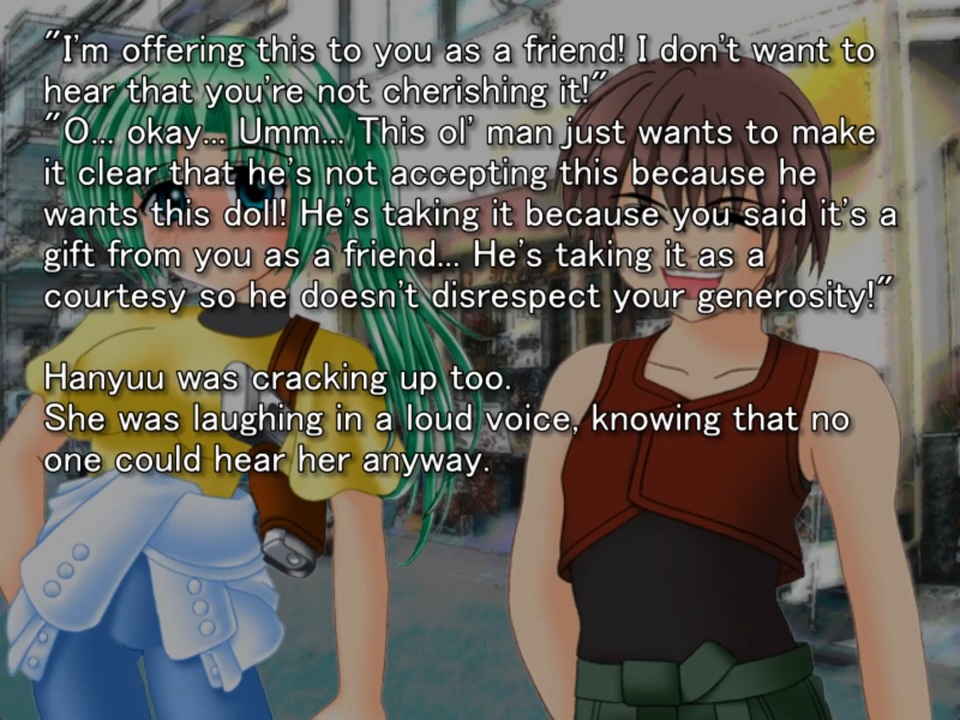 "I'm offering this to you as a friend! I don't want to
hear that you're not cherishing it!"
"O... okay... Umm... This ol' man just wants to make
it clear that he's not accepting this because he
wants this doll! He's taking it because you said it's a
gift from you as a friend... He's taking it as a
courtesy so he doesn't disrespect your generosity!"
Hanyuu was cracking up too.
She was laughing in a loud voice, knowing that no
one could hear her anyway.